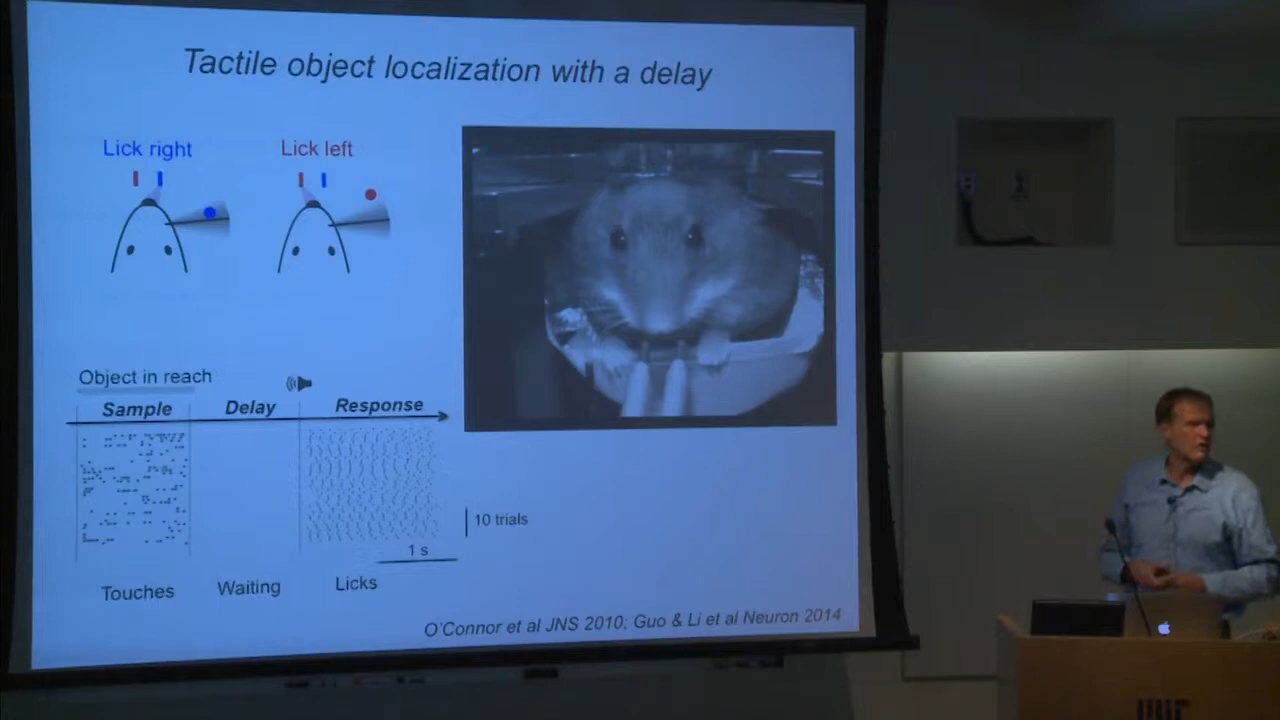 Tactile object localization with a delay
Lick right
Lick left
Object in reach
Sample
Delay
Response
10 trials
1 s
Touches
Waiting
Licks
O'Connor et al JNS 2010; Guo & Li et al Neuron 2014